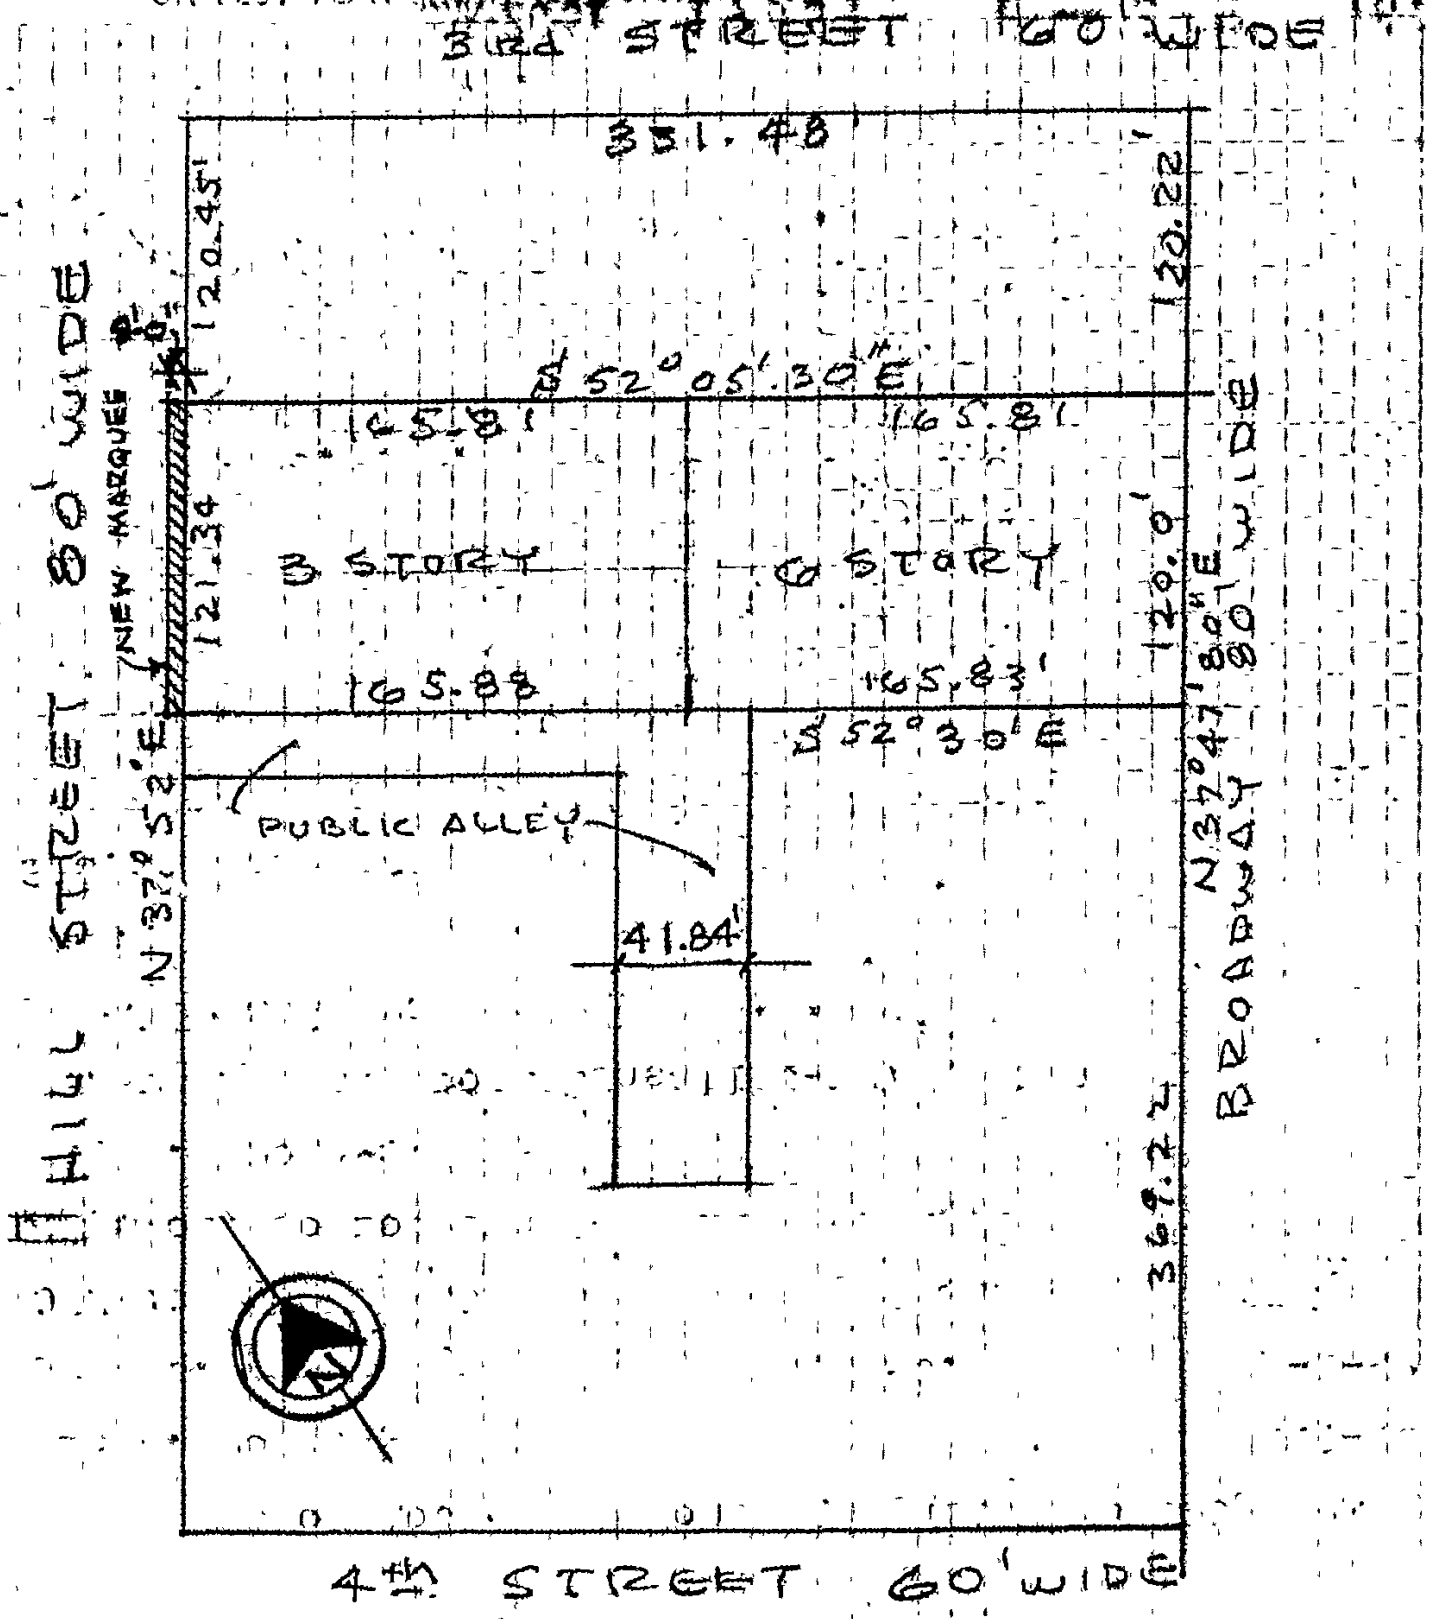 3RD STREET 60' WIDE
331.48
120.45'
120.22'
HILL STREET 80' WIDE
NEW MARQUEE
S 52° 05' 30" E
165.81
165.81
121.34
3 STORY
6 STORY
120.0'
165.88
165.83'
S 52° 30' E
N 37° 52' E
N 37° 47' 80" E
BROADWAY 80' WIDE
PUBLIC ALLEY
41.84'
369.22
N
4TH STREET 60' WIDE